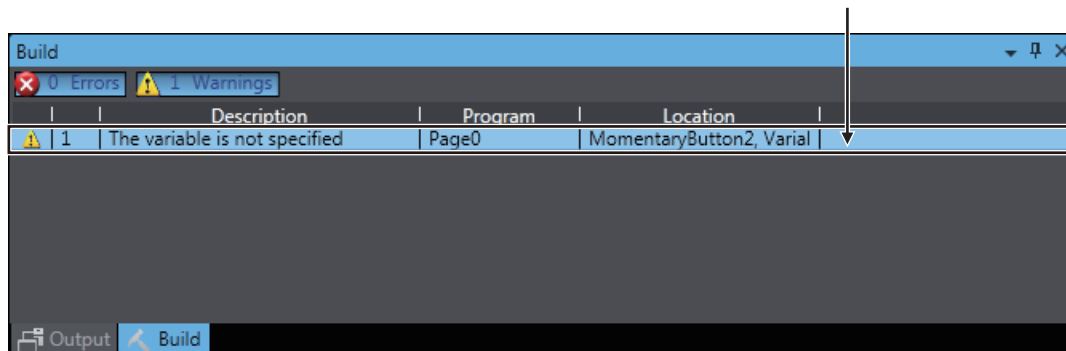 Build
0 Errors 1 Warnings
Description Program Location
1 The variable is not specified Page0 MomentaryButton2, Varial
Output Build